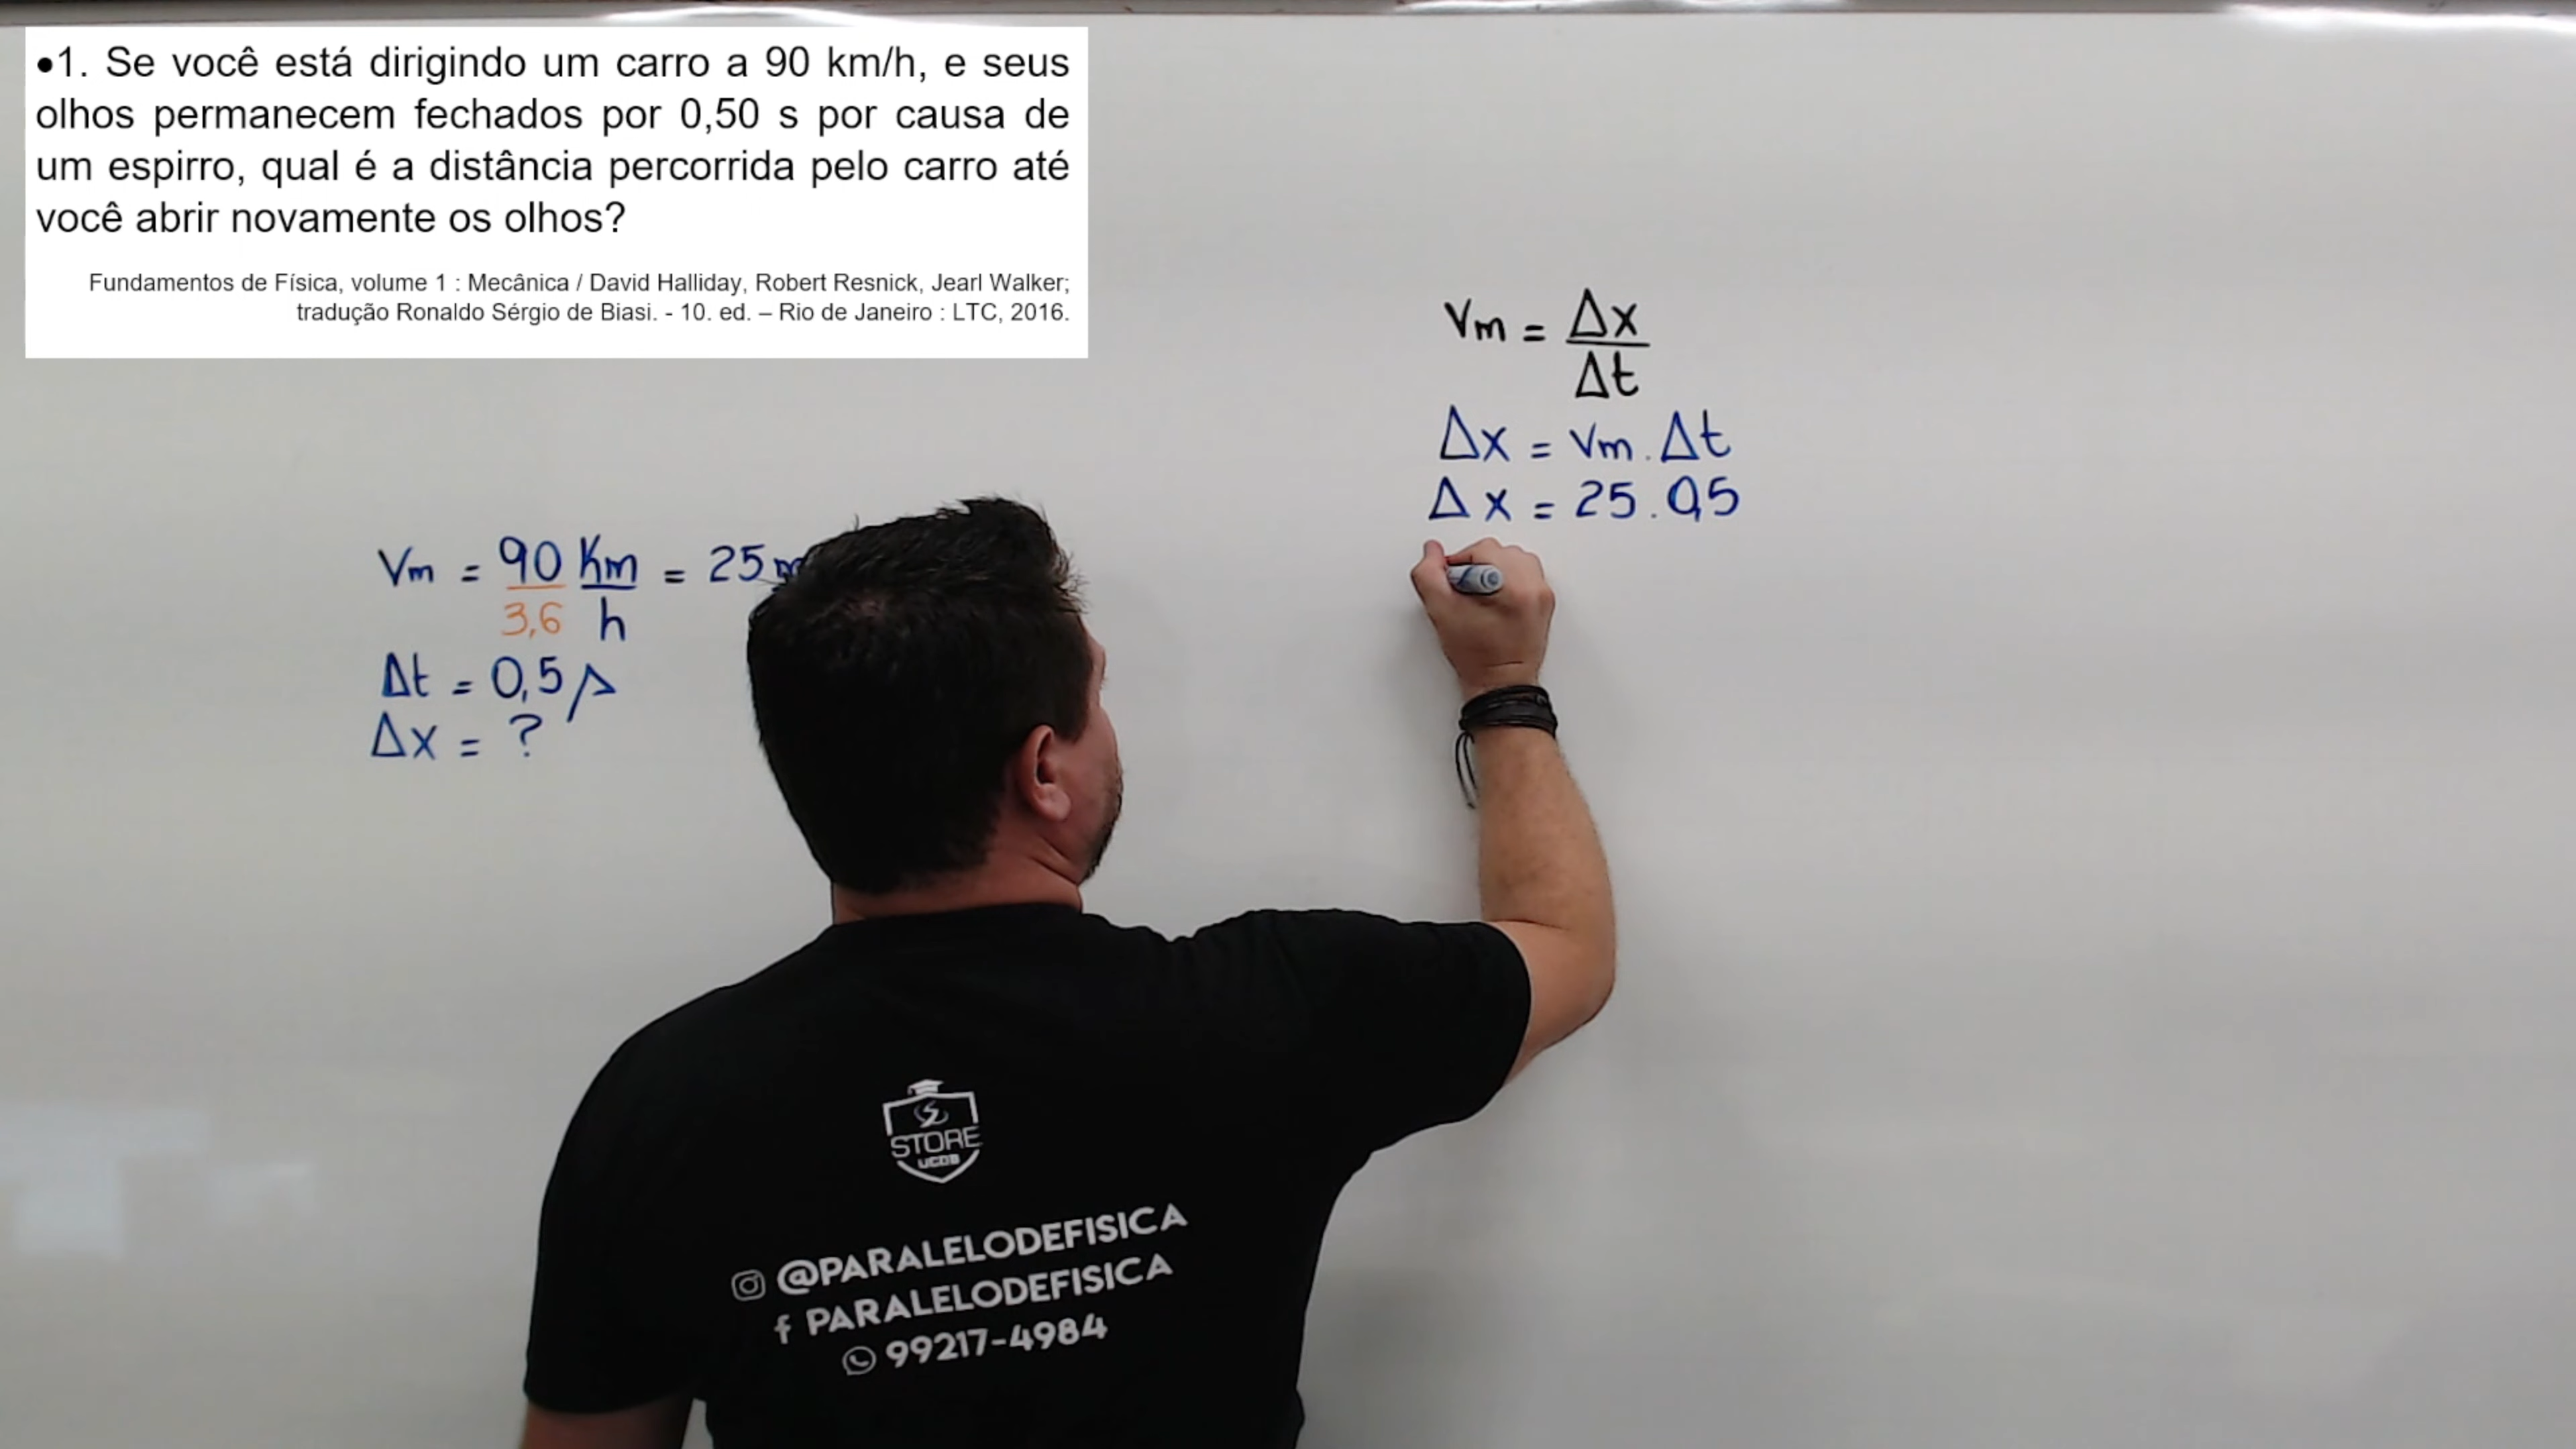 •1. Se você está dirigindo um carro a 90 km/h, e seus
olhos permanecem fechados por 0,50 s por causa de
um espirro, qual é a distância percorrida pelo carro até
você abrir novamente os olhos?
Fundamentos de Física, volume 1 : Mecânica / David Halliday, Robert Resnick, Jearl Walker;
tradução Ronaldo Sérgio de Biasi. - 10. ed. – Rio de Janeiro : LTC, 2016.
Vm = 90 Km = 25 m
3,6 h
Δt = 0,5 s
Δx = ?
Vm = Δx
Δt
Δx = Vm . Δt
Δx = 25 . 0,5
STORE
UCDB
@PARALELODEFISICA
f PARALELODEFISICA
99217-4984